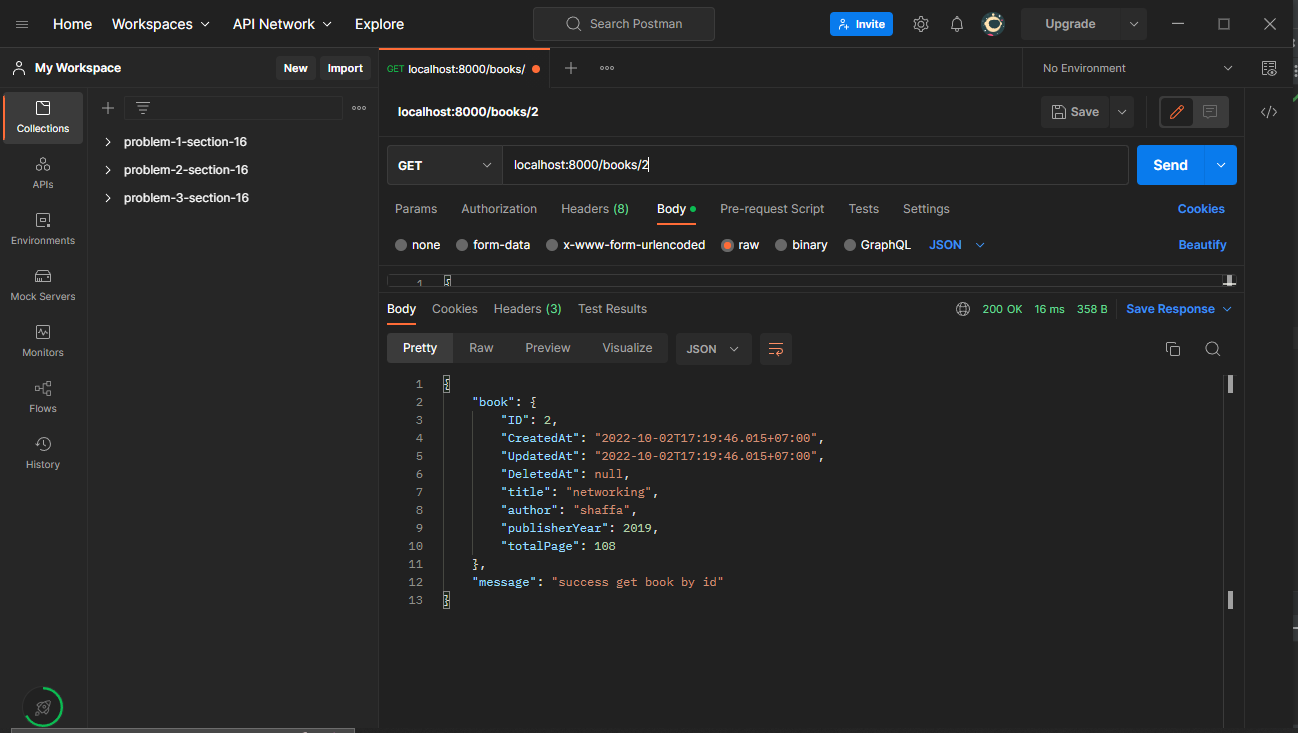 Home Workspaces API Network Explore Search Postman Invite Upgrade
My Workspace New Import GET localhost:8000/books/ No Environment
Collections
APIs
Environments
Mock Servers
Monitors
Flows
History
problem-1-section-16
problem-2-section-16
problem-3-section-16
localhost:8000/books/2 Save
GET localhost:8000/books/2 Send
Params Authorization Headers (8) Body Pre-request Script Tests Settings Cookies
none form-data x-www-form-urlencoded raw binary GraphQL JSON Beautify
1 {
Body Cookies Headers (3) Test Results 200 OK 16 ms 358 B Save Response
Pretty Raw Preview Visualize JSON
1 {
2 "book": {
3 "ID": 2,
4 "CreatedAt": "2022-10-02T17:19:46.015+07:00",
5 "UpdatedAt": "2022-10-02T17:19:46.015+07:00",
6 "DeletedAt": null,
7 "title": "networking",
8 "author": "shaffa",
9 "publisherYear": 2019,
10 "totalPage": 108
11 },
12 "message": "success get book by id"
13 }